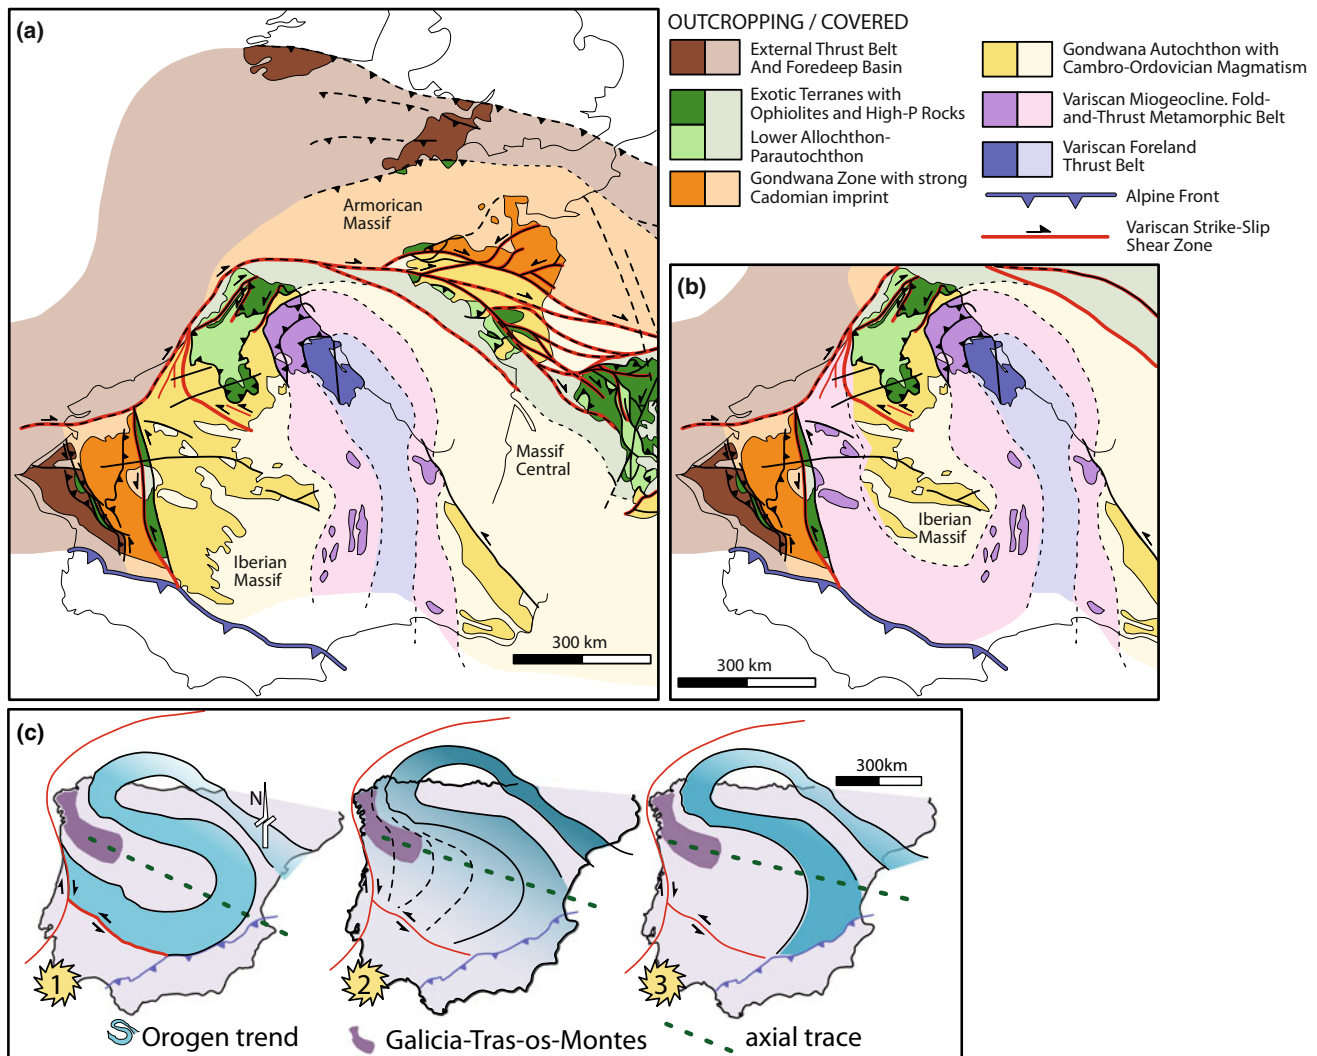 (a)
Armorican
Massif
Massif
Central
Iberian
Massif
300 km
OUTCROPPING / COVERED
External Thrust Belt
And Foredeep Basin
Exotic Terranes with
Ophiolites and High-P Rocks
Lower Allochthon-
Parautochthon
Gondwana Zone with strong
Cadomian imprint
Gondwana Autochthon with
Cambro-Ordovician Magmatism
Variscan Miogeocline. Fold-
and-Thrust Metamorphic Belt
Variscan Foreland
Thrust Belt
Alpine Front
Variscan Strike-Slip
Shear Zone
(b)
Iberian
Massif
300 km
(c)
N
300km
1
2
3
Orogen trend
Galicia-Tras-os-Montes
axial trace